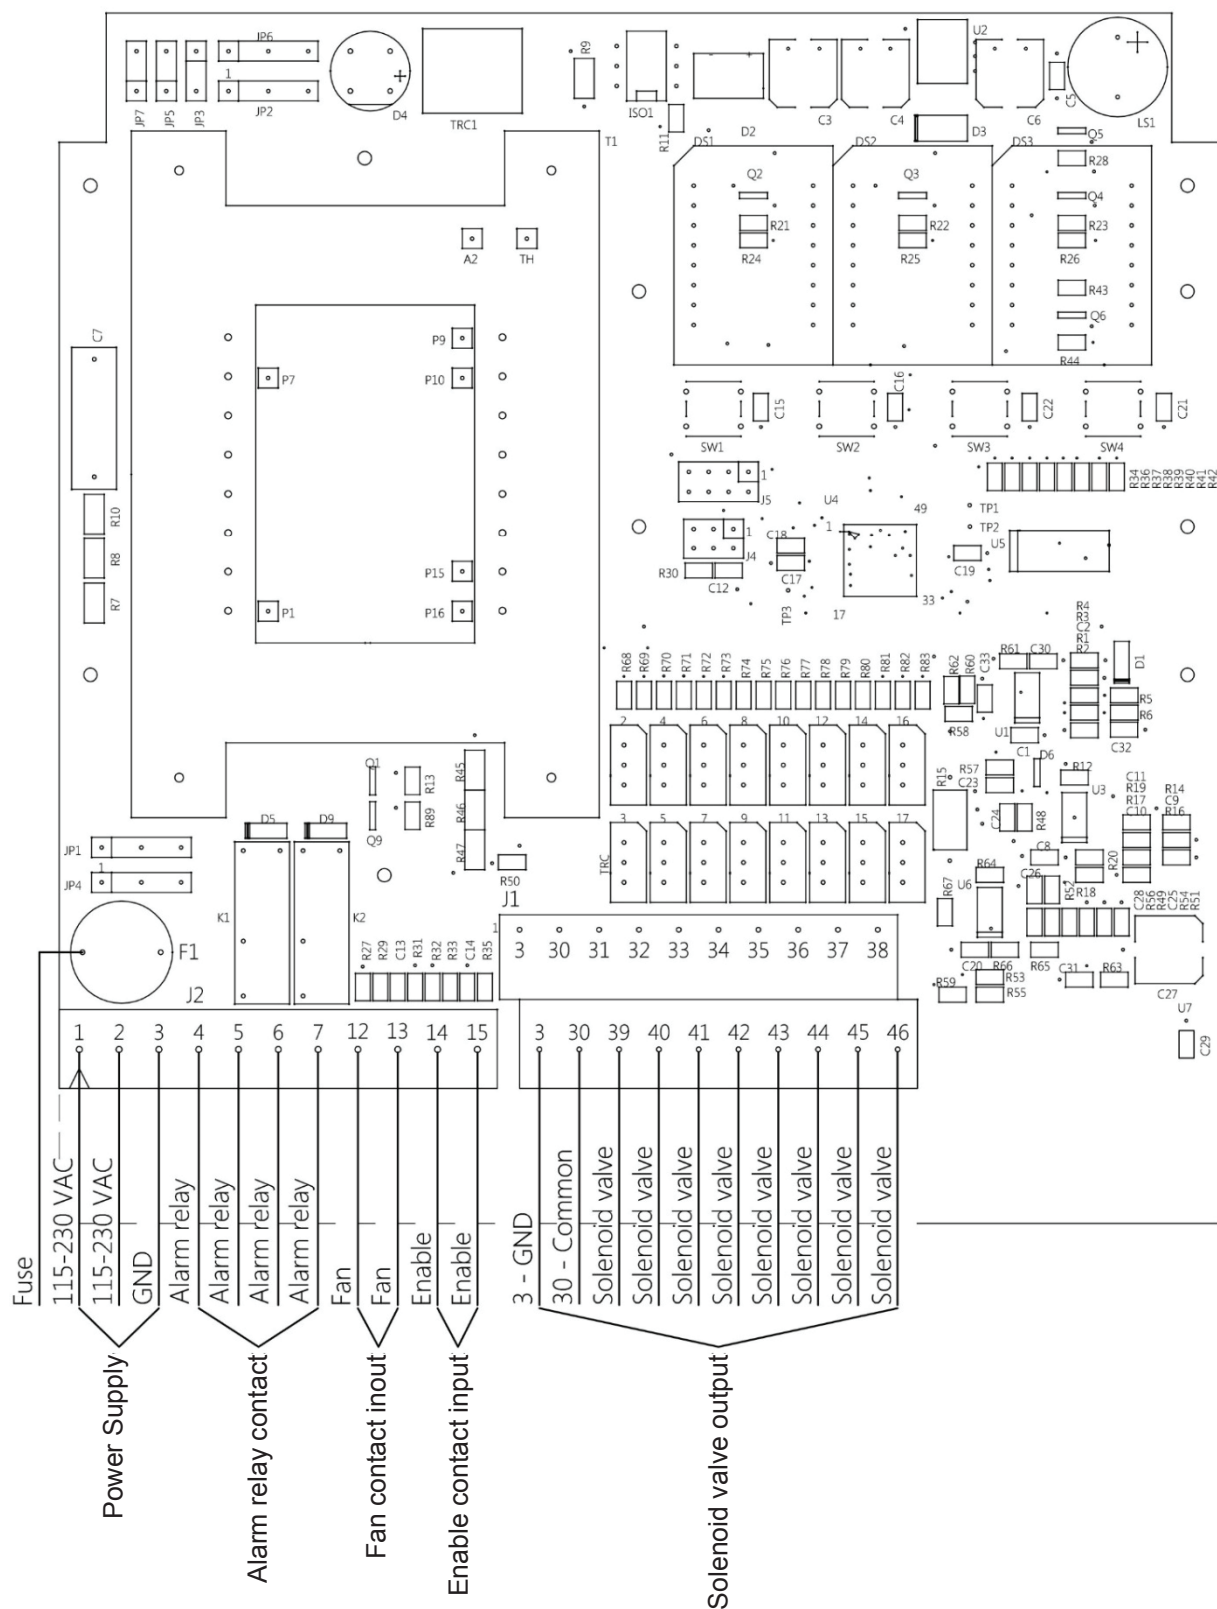 JP6
1
JP2
JP7
JP5
JP3
D4
TRC1
T1
R9
ISO1
R11
D2
C3
C4
U2
D3
C6
C5
LS1
DS1
DS2
DS3
Q5
R28
Q2
Q3
Q4
R21
R22
R23
R24
R25
R26
R43
Q6
R44
A2
TH
C7
P9
P7
P10
P15
P1
P16
R10
R8
R7
C15
C16
C22
C21
SW1
SW2
SW3
SW4
1
J5
1
J4
R30
C12
C18
C17
TP3
U4
1
49
17
33
TP1
TP2
U5
C19
R34
R36
R37
R38
R39
R40
R41
R42
R68
R69
R70
R71
R72
R73
R74
R75
R76
R77
R78
R79
R80
R81
R82
R83
R62
R60
C33
R61
C30
R4
R3
C2
R1
R2
D1
R5
R6
R58
U1
C1
C32
2
4
6
8
10
12
14
16
TRC
3
5
7
9
11
13
15
17
Q1
R13
R89
Q9
R45
R46
R47
R50
R15
R57
C23
D6
R12
U3
C24
R48
C11
R19
R17
C10
R14
C9
R16
C8
R20
R64
U6
R67
C26
R52
R18
C28
R56
R49
C25
R54
R51
C20
R66
R65
R53
R55
R59
C31
R63
C27
U7
C29
JP1
1
JP4
D5
D9
K1
K2
F1
J2
R27
R29
C13
R31
R32
R33
C14
R35
J1
1
3 30 31 32 33 34 35 36 37 38
1 2 3 4 5 6 7 12 13 14 15
3 30 39 40 41 42 43 44 45 46
Fuse
115-230 VAC
115-230 VAC
GND
Alarm relay
Alarm relay
Alarm relay
Alarm relay
Fan
Fan
Enable
Enable
3 - GND
30 - Common
Solenoid valve
Solenoid valve
Solenoid valve
Solenoid valve
Solenoid valve
Solenoid valve
Solenoid valve
Solenoid valve
Power Supply
Alarm relay contact
Fan contact inout
Enable contact input
Solenoid valve output